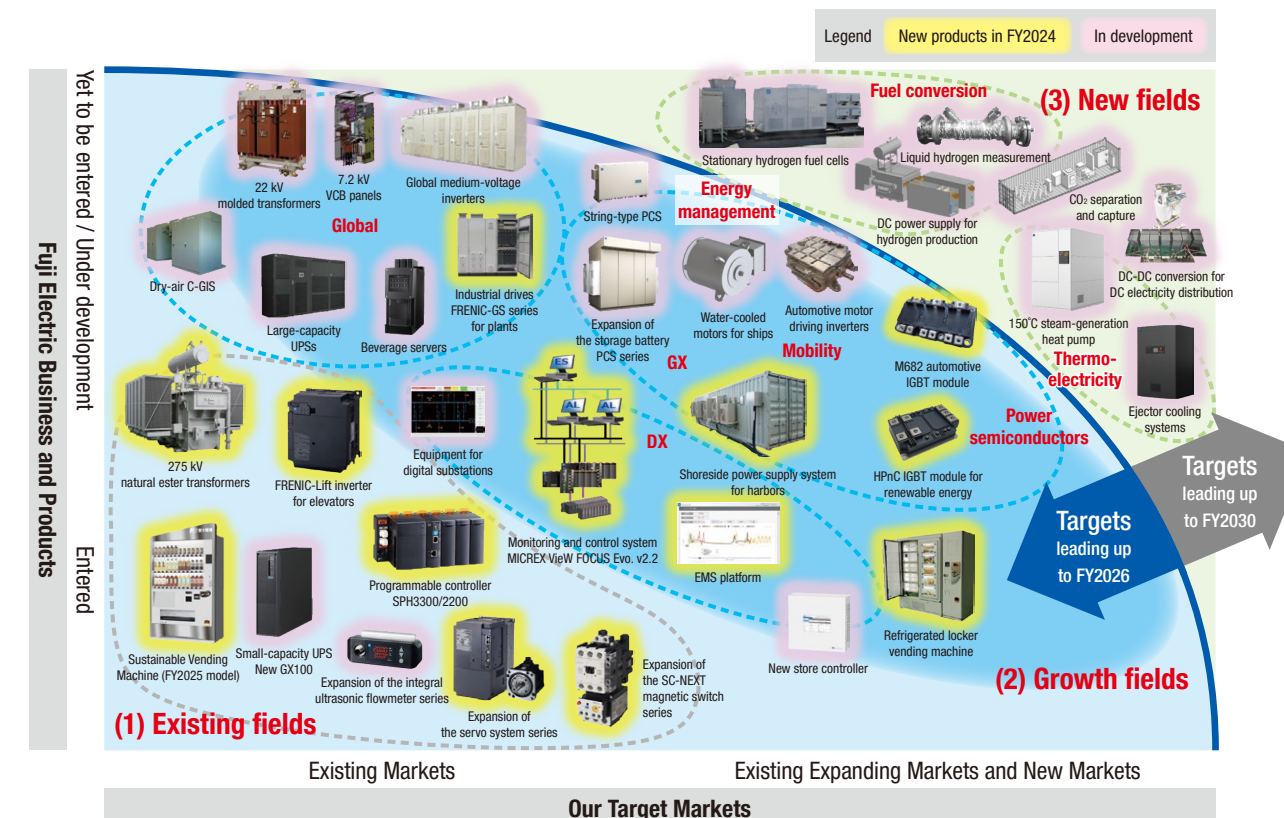 Legend
New products in FY2024
In development
Fuji Electric Business and Products
Yet to be entered / Under development
Entered
Fuel conversion
(3) New fields
Stationary hydrogen fuel cells
Liquid hydrogen measurement
DC power supply for
hydrogen production
CO₂ separation
and capture
DC-DC conversion for
DC electricity distribution
150˚C steam-generation
heat pump
Thermo-
electricity
Ejector cooling
systems
22 kV
molded transformers
7.2 kV
VCB panels
Global medium-voltage
inverters
Global
Dry-air C-GIS
Large-capacity
UPSs
Beverage servers
Industrial drives
FRENIC-GS series
for plants
String-type PCS
Energy
management
Expansion of
the storage battery
PCS series
GX
Water-cooled
motors for ships
Automotive motor
driving inverters
Mobility
M682 automotive
IGBT module
Power
semiconductors
HPnC IGBT module for
renewable energy
275 kV
natural ester transformers
FRENIC-Lift inverter
for elevators
Equipment for
digital substations
ES
AL
AL
DX
Monitoring and control system
MICREX VieW FOCUS Evo. v2.2
Shoreside power supply system
for harbors
EMS platform
Programmable controller
SPH3300/2200
Sustainable Vending
Machine (FY2025 model)
Small-capacity UPS
New GX100
Expansion of the integral
ultrasonic flowmeter series
Expansion of
the servo system series
Expansion of
the SC-NEXT
magnetic switch
series
New store controller
Refrigerated locker
vending machine
(1) Existing fields
(2) Growth fields
Targets
leading up
to FY2026
Targets
leading up
to FY2030
Existing Markets
Existing Expanding Markets and New Markets
Our Target Markets